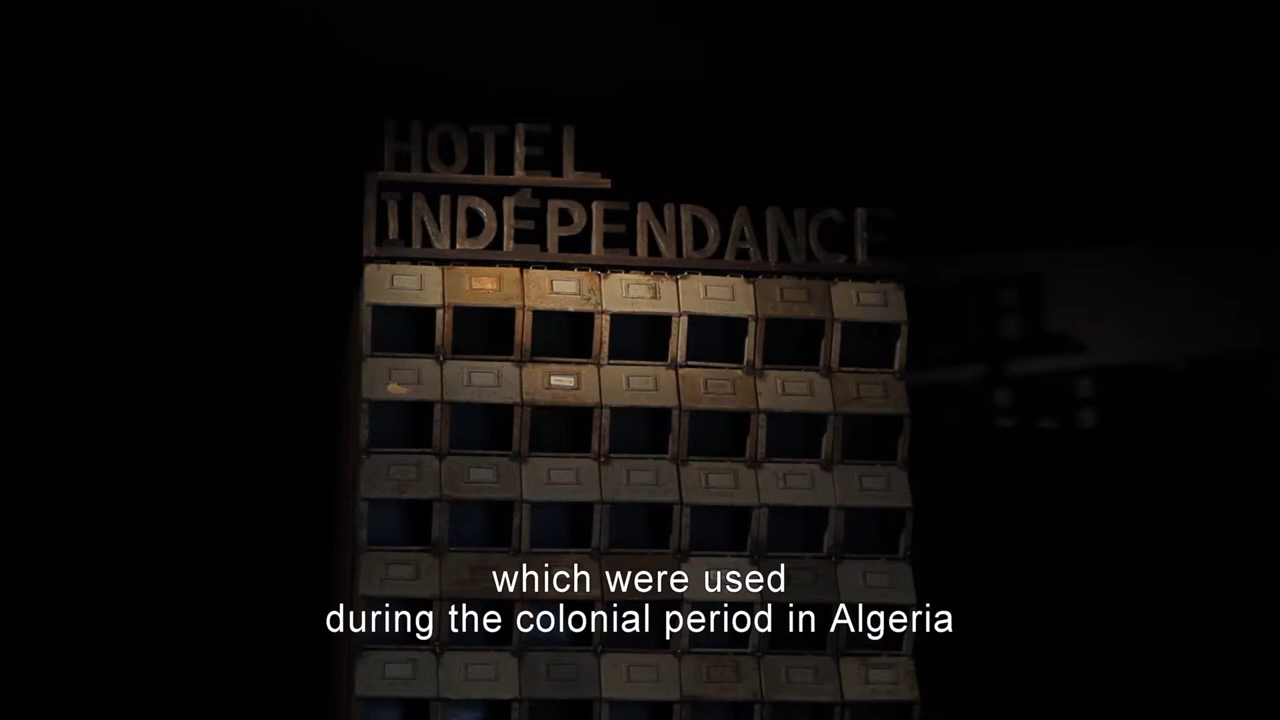 HOTEL
INDÉPENDANCE
which were used
during the colonial period in Algeria